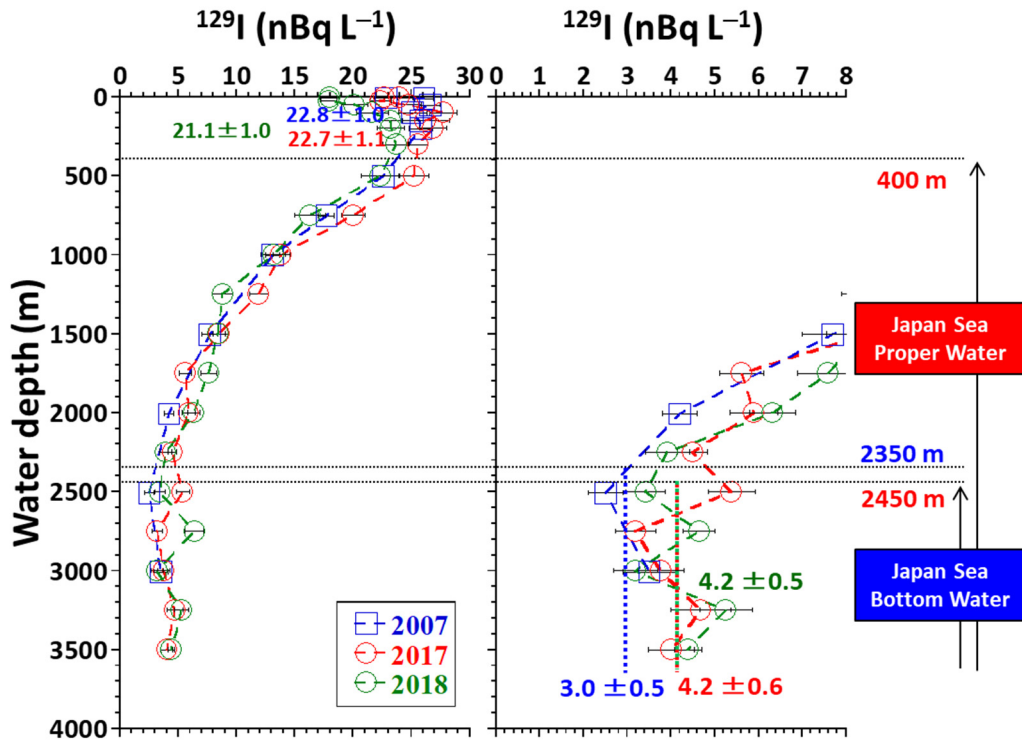 ¹²⁹I (nBq L⁻¹)
¹²⁹I (nBq L⁻¹)
0 5 10 15 20 25 30
0 1 2 3 4 5 6 7 8
0
500
1000
1500
2000
2500
3000
3500
4000
Water depth (m)
22.8±1.0
21.1±1.0
22.7±1.1
400 m
Japan Sea
Proper Water
2350 m
2450 m
Japan Sea
Bottom Water
4.2 ±0.5
3.0 ±0.5
4.2 ±0.6
2007
2017
2018